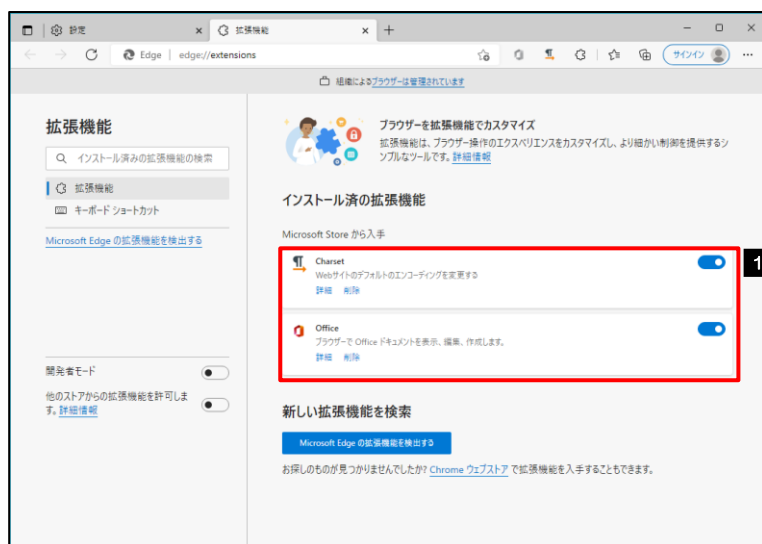 設定
拡張機能
Edge
edge://extensions
サインイン
組織によるブラウザーは管理されています
拡張機能
インストール済みの拡張機能の検索
拡張機能
キーボード ショートカット
Microsoft Edge の拡張機能を検出する
開発者モード
他のストアからの拡張機能を許可しま
す。詳細情報
ブラウザーを拡張機能でカスタマイズ
拡張機能は、ブラウザー操作のエクスペリエンスをカスタマイズし、より細かい制御を提供するシ
ンプルなツールです。詳細情報
インストール済の拡張機能
Microsoft Store から入手
Charset
Webサイトのデフォルトのエンコーディングを変更する
詳細 削除
1
Office
ブラウザーで Office ドキュメントを表示、編集、作成します。
詳細 削除
新しい拡張機能を検索
Microsoft Edge の拡張機能を検出する
お探しのものが見つかりませんでしたか? Chrome ウェブストア で拡張機能を入手することもできます。